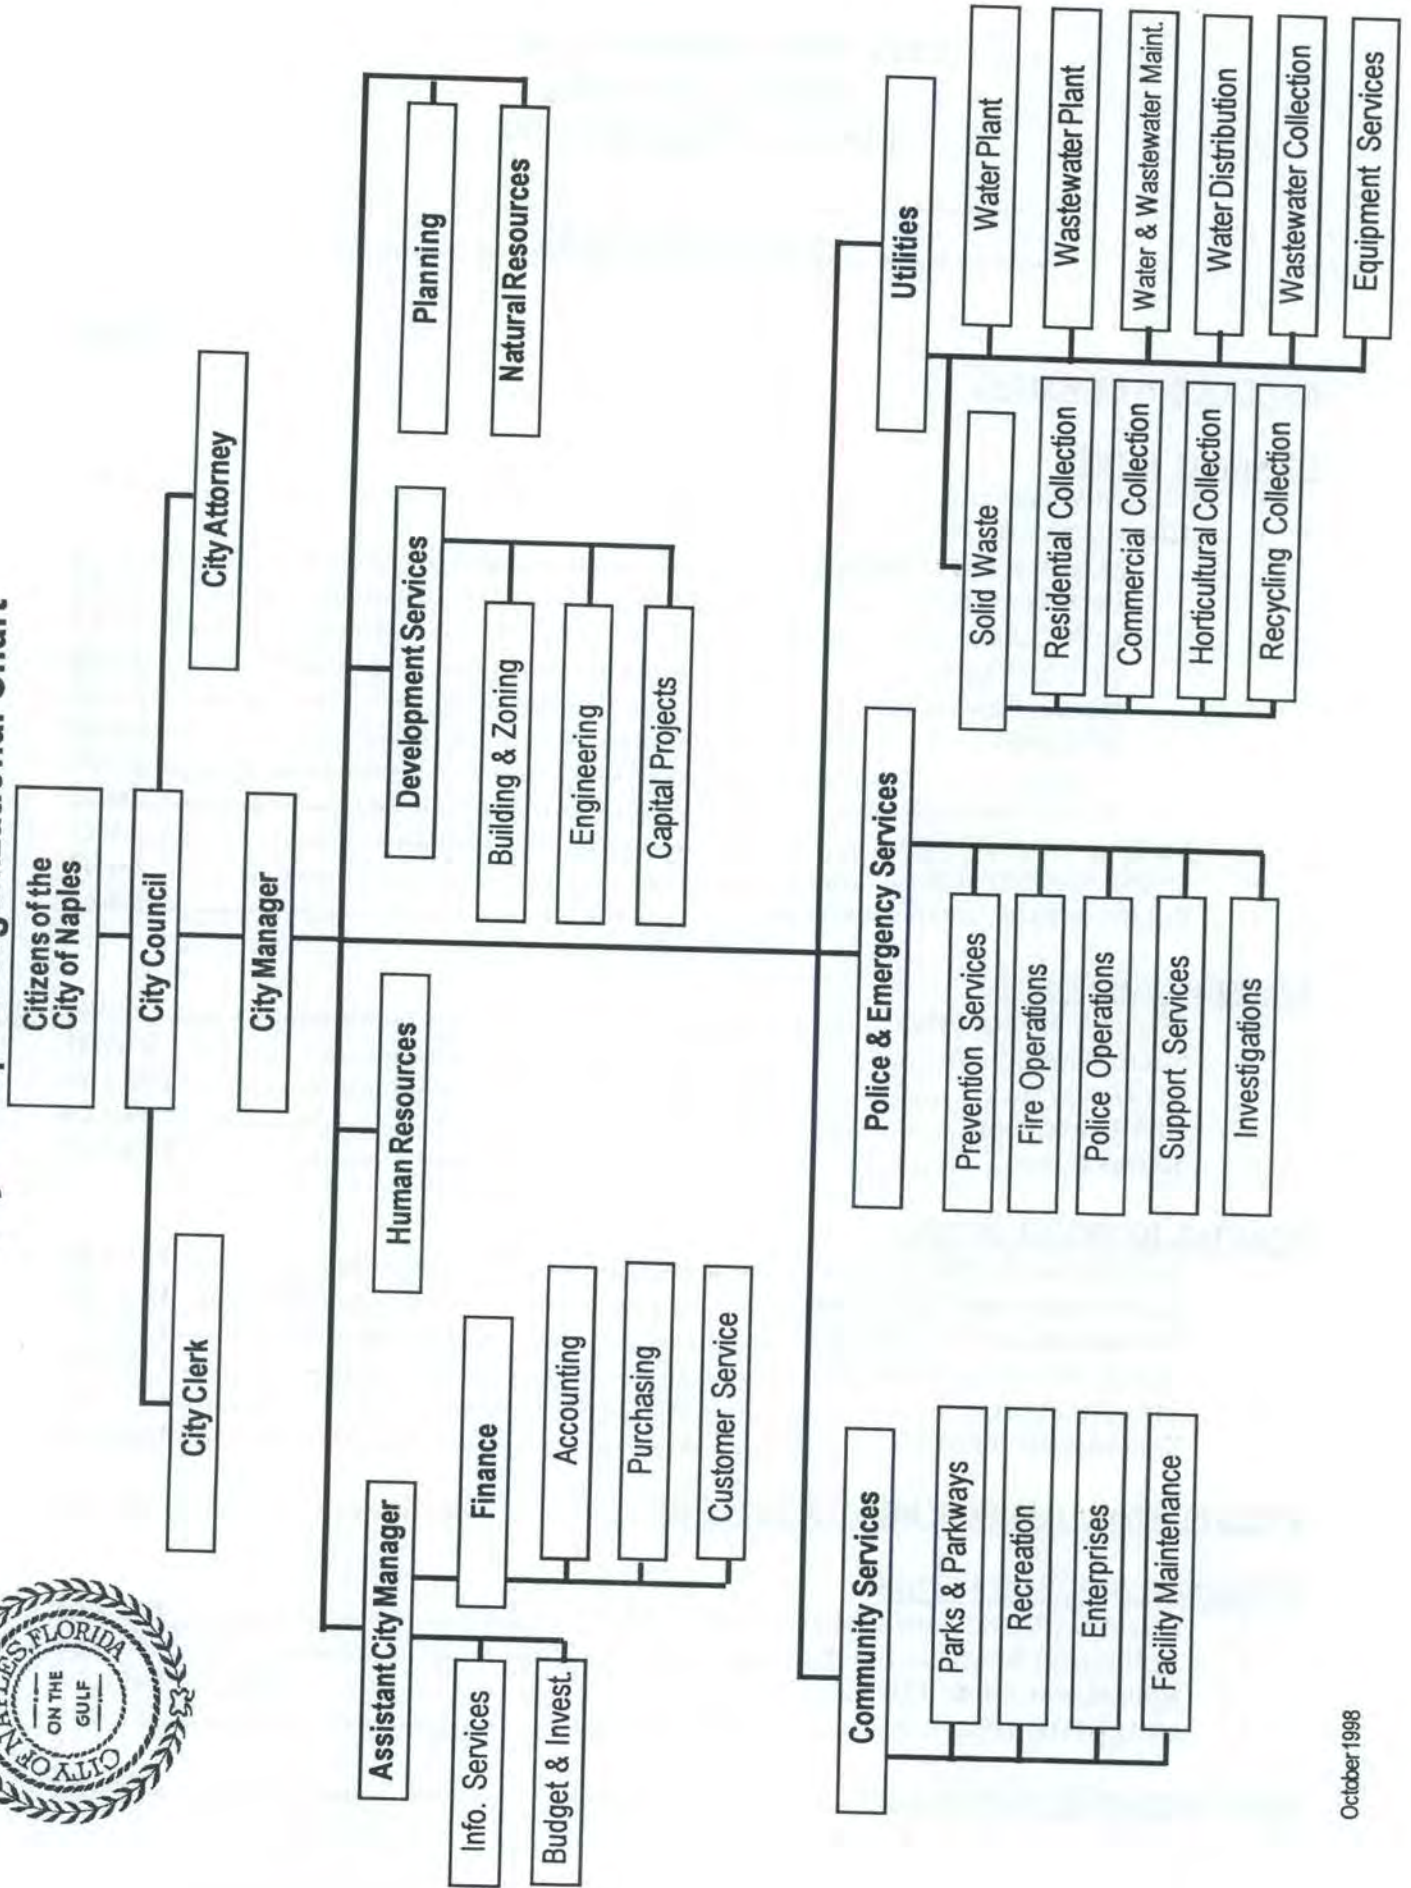 Organizational Chart
CITY OF NAPLES, FLORIDA
ON THE
GULF
Citizens of the
City of Naples
City Council
City Clerk
City Attorney
City Manager
Assistant City Manager
Info. Services
Budget & Invest.
Finance
Accounting
Purchasing
Customer Service
Human Resources
Development Services
Building & Zoning
Engineering
Capital Projects
Planning
Natural Resources
Community Services
Parks & Parkways
Recreation
Enterprises
Facility Maintenance
Police & Emergency Services
Prevention Services
Fire Operations
Police Operations
Support Services
Investigations
Utilities
Solid Waste
Residential Collection
Commercial Collection
Horticultural Collection
Recycling Collection
Water Plant
Wastewater Plant
Water & Wastewater Maint.
Water Distribution
Wastewater Collection
Equipment Services
October 1998